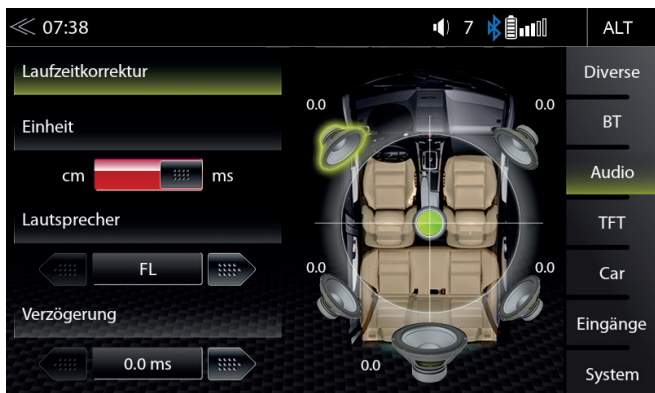 07:38
7
ALT
Laufzeitkorrektur
Einheit
cm
ms
Lautsprecher
FL
Verzögerung
0.0 ms
0.0
0.0
0.0
0.0
0.0
Diverse
BT
Audio
TFT
Car
Eingänge
System